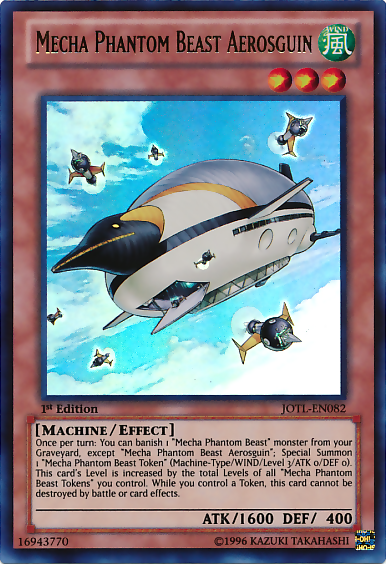 MECHA PHANTOM BEAST AEROSGUIN
WIND
風
1st Edition
JOTL-EN082
[MACHINE / EFFECT]
Once per turn: You can banish 1 "Mecha Phantom Beast" monster from
your Graveyard, except "Mecha Phantom Beast Aerosguin"; Special Summon
1 "Mecha Phantom Beast Token" (Machine-Type/WIND/Level 3/ATK 0/DEF 0).
This card's Level is increased by the total Levels of all "Mecha Phantom
Beast Tokens" you control. While you control a Token, this card cannot be
destroyed by battle or card effects.
ATK/1600 DEF/ 400
16943770
©1996 KAZUKI TAKAHASHI